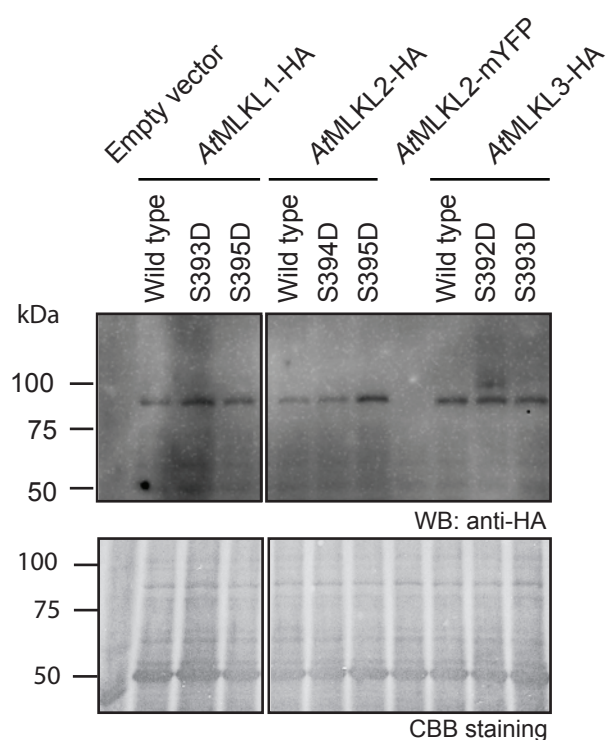 Empty vector
AtMLKL1-HA
AtMLKL2-HA
AtMLKL2-mYFP
AtMLKL3-HA
Wild type
S393D
S395D
Wild type
S394D
S395D
Wild type
S392D
S393D
kDa
100
75
50
WB: anti-HA
100
75
50
CBB staining